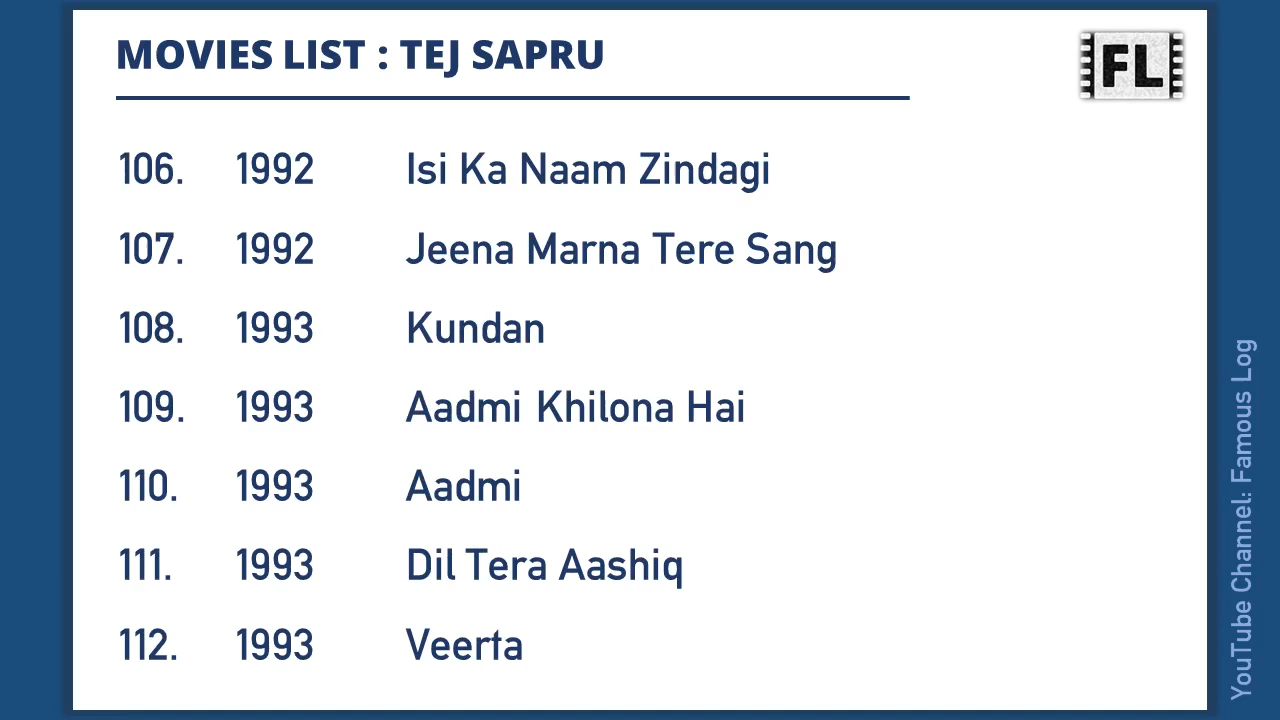 MOVIES LIST : TEJ SAPRU
FL
106. 1992 Isi Ka Naam Zindagi
107. 1992 Jeena Marna Tere Sang
108. 1993 Kundan
109. 1993 Aadmi Khilona Hai
110. 1993 Aadmi
111. 1993 Dil Tera Aashiq
112. 1993 Veerta
YouTube Channel: Famous Log